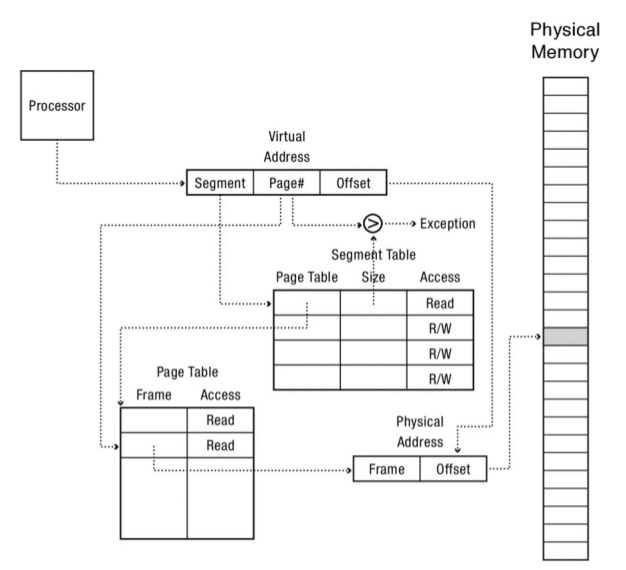 Physical
Memory
Processor
Virtual
Address
Segment Page# Offset
> Exception
Segment Table
Page Table Size Access
Read
R/W
R/W
R/W
Page Table
Frame Access
Read
Read
Physical
Address
Frame Offset